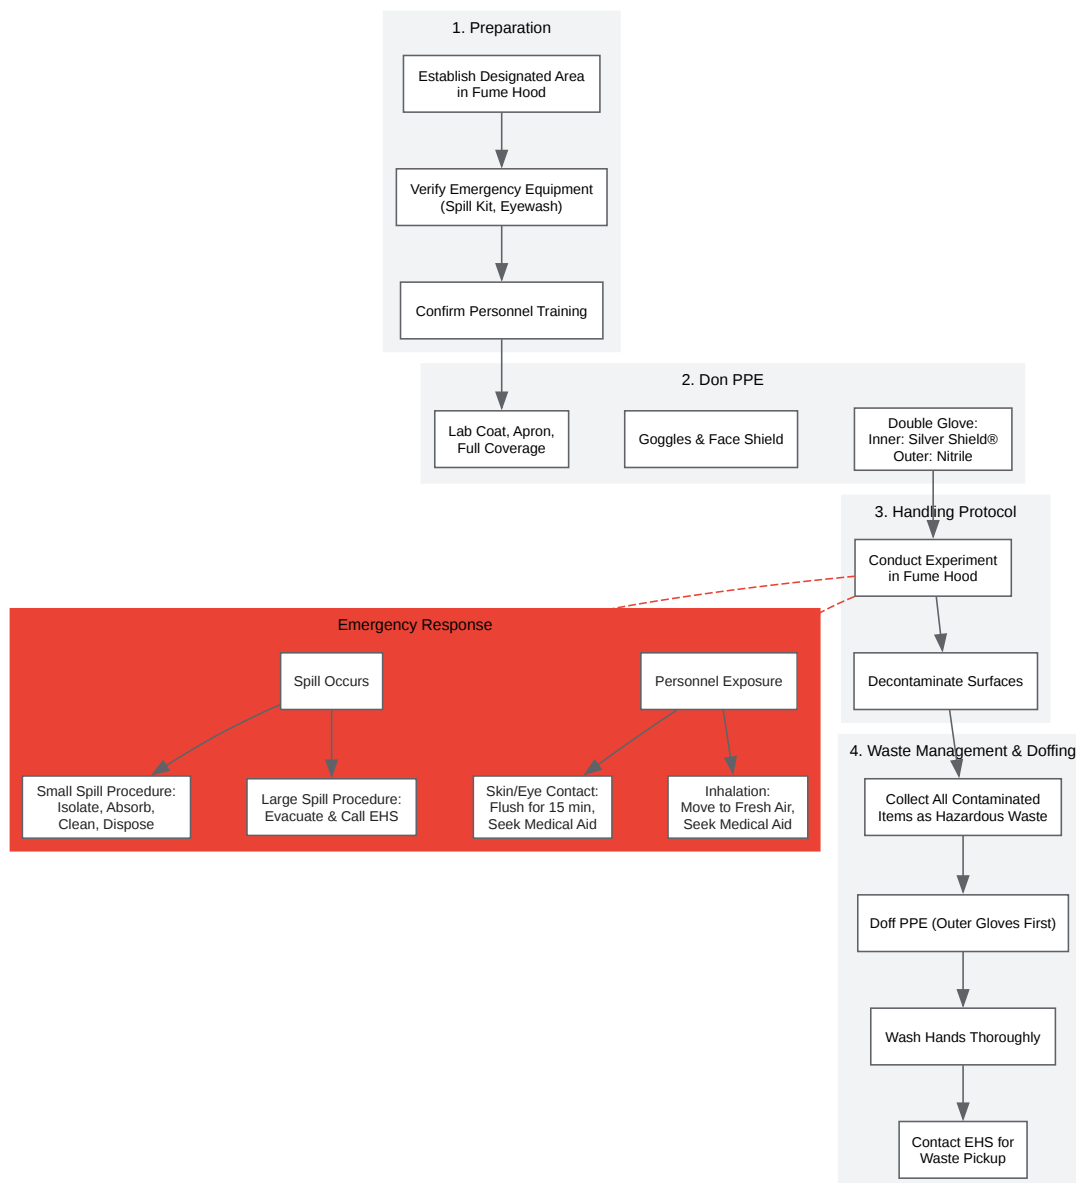 1. Preparation
Establish Designated Area
in Fume Hood
Verify Emergency Equipment
(Spill Kit, Eyewash)
Confirm Personnel Training
2. Don PPE
Lab Coat, Apron,
Full Coverage
Goggles & Face Shield
Double Glove:
Inner: Silver Shield®
Outer: Nitrile
3. Handling Protocol
Conduct Experiment
in Fume Hood
Decontaminate Surfaces
Emergency Response
Spill Occurs
Personnel Exposure
Small Spill Procedure:
Isolate, Absorb,
Clean, Dispose
Large Spill Procedure:
Evacuate & Call EHS
Skin/Eye Contact:
Flush for 15 min,
Seek Medical Aid
Inhalation:
Move to Fresh Air,
Seek Medical Aid
4. Waste Management & Doffing
Collect All Contaminated
Items as Hazardous Waste
Doff PPE (Outer Gloves First)
Wash Hands Thoroughly
Contact EHS for
Waste Pickup